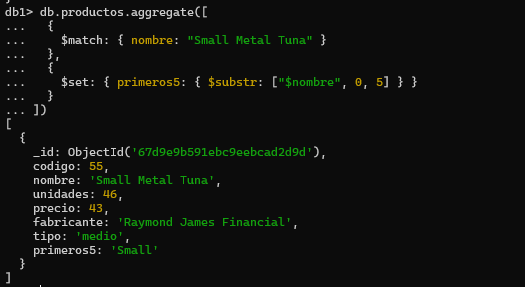 db1> db.productos.aggregate([
...   {
...     $match: { nombre: "Small Metal Tuna" }
...   },
...   {
...     $set: { primeros5: { $substr: ["$nombre", 0, 5] } }
...   }
... ])
[
  {
    _id: ObjectId('67d9e9b591ebc9eebcad2d9d'),
    codigo: 55,
    nombre: 'Small Metal Tuna',
    unidades: 46,
    precio: 43,
    fabricante: 'Raymond James Financial',
    tipo: 'medio',
    primeros5: 'Small'
  }
]